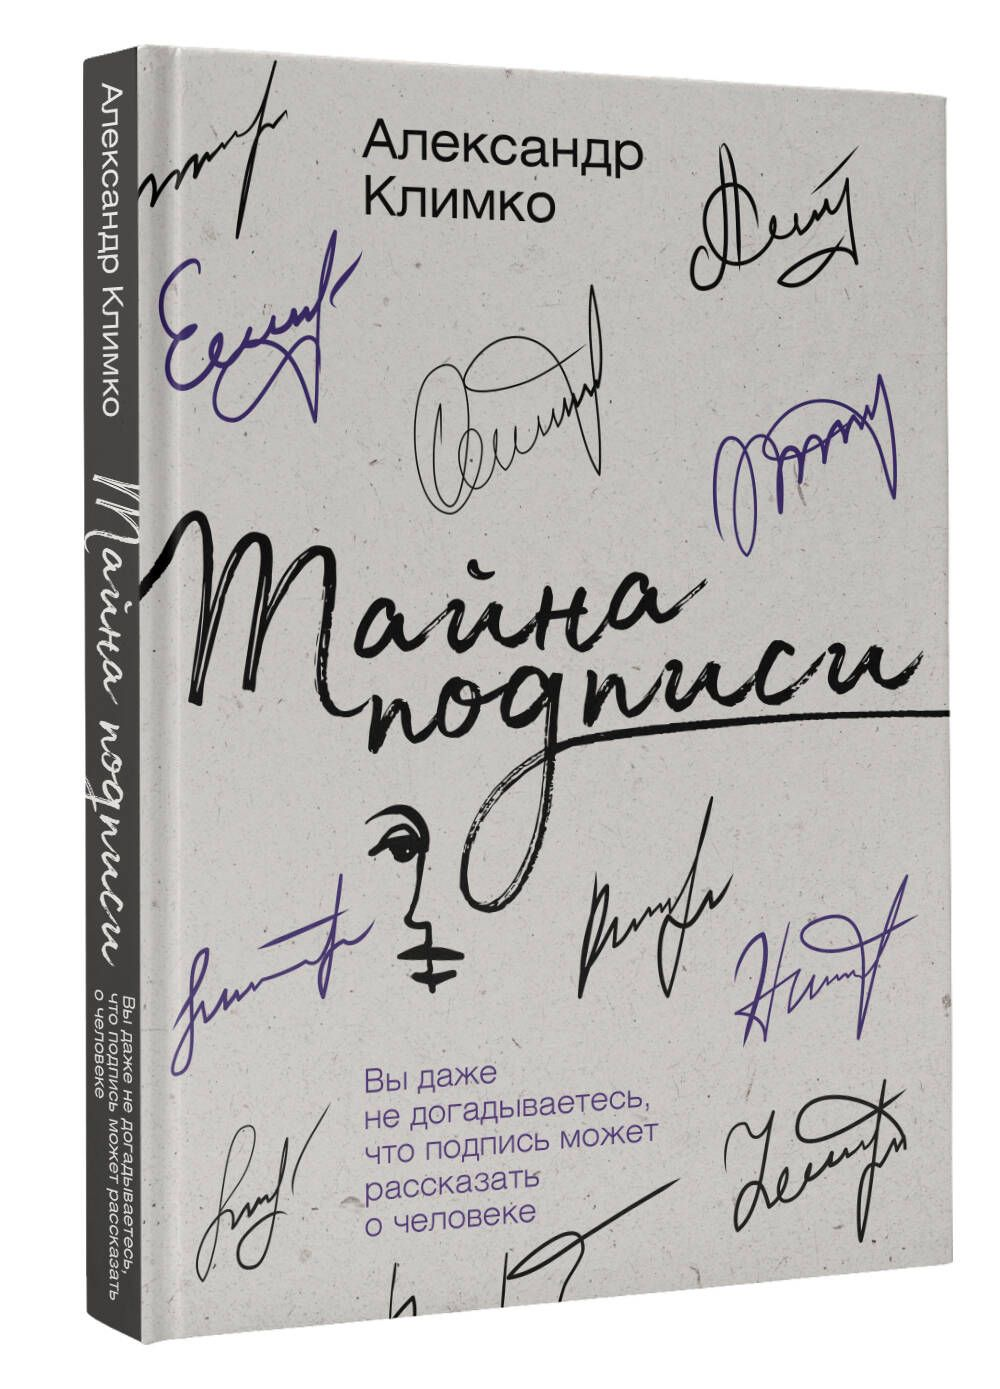 Александр
Климко
Тайна
подписи
Вы даже
не догадываетесь,
что подпись может
рассказать
о человеке
Александр Климко
Тайна подписи
Вы даже не догадываетесь,
что подпись может рассказать
о человеке